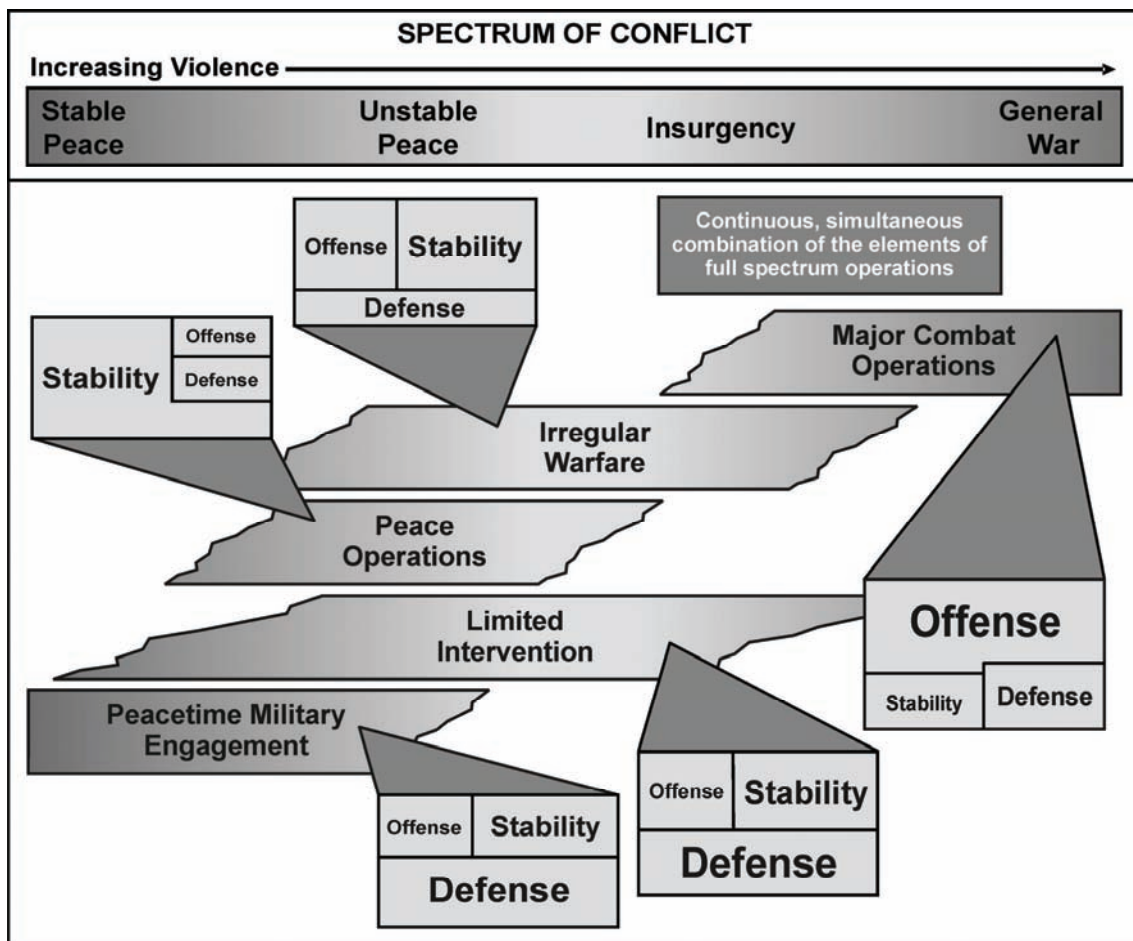 SPECTRUM OF CONFLICT
Increasing Violence
Stable
Peace
Unstable
Peace
Insurgency
General
War
Offense
Stability
Defense
Continuous, simultaneous
combination of the elements of
full spectrum operations
Stability
Offense
Defense
Major Combat
Operations
Irregular
Warfare
Peace
Operations
Limited
Intervention
Offense
Stability
Defense
Peacetime Military
Engagement
Offense
Stability
Defense
Offense
Stability
Defense